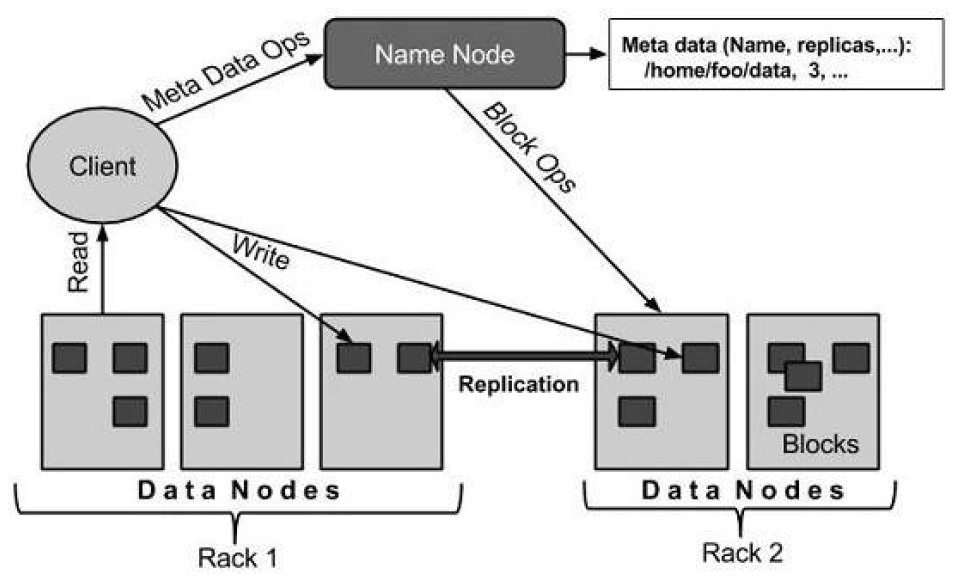 Meta Data Ops
Name Node
Meta data (Name, replicas,...):
/home/foo/data, 3, ...
Client
Block Ops
Read
Write
Replication
Blocks
Data Nodes
Data Nodes
Rack 1
Rack 2